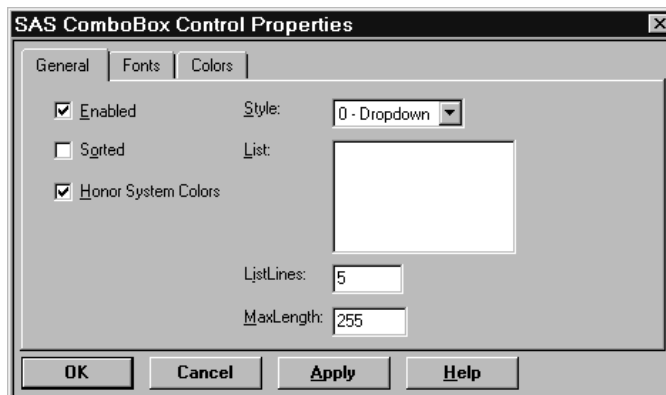 SAS ComboBox Control Properties
General Fonts Colors
Enabled
Style: 0 - Dropdown
Sorted
List:
Honor System Colors
ListLines: 5
MaxLength: 255
OK Cancel Apply Help